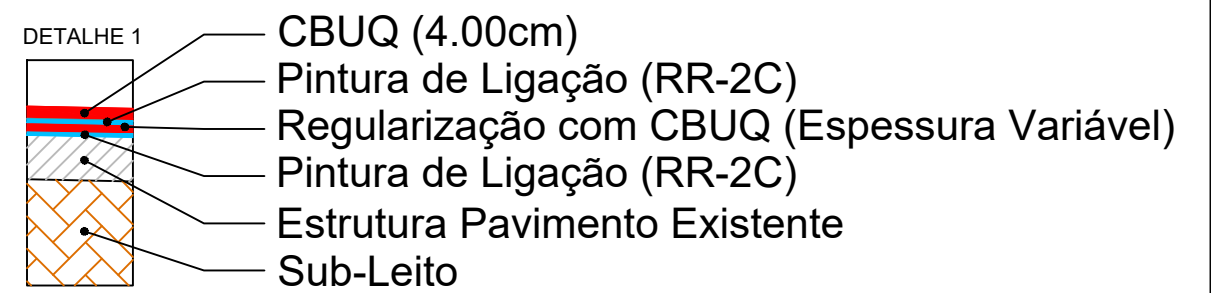 DETALHE 1
CBUQ (4.00cm)
Pintura de Ligação (RR-2C)
Regularização com CBUQ (Espessura Variável)
Pintura de Ligação (RR-2C)
Estrutura Pavimento Existente
Sub-Leito